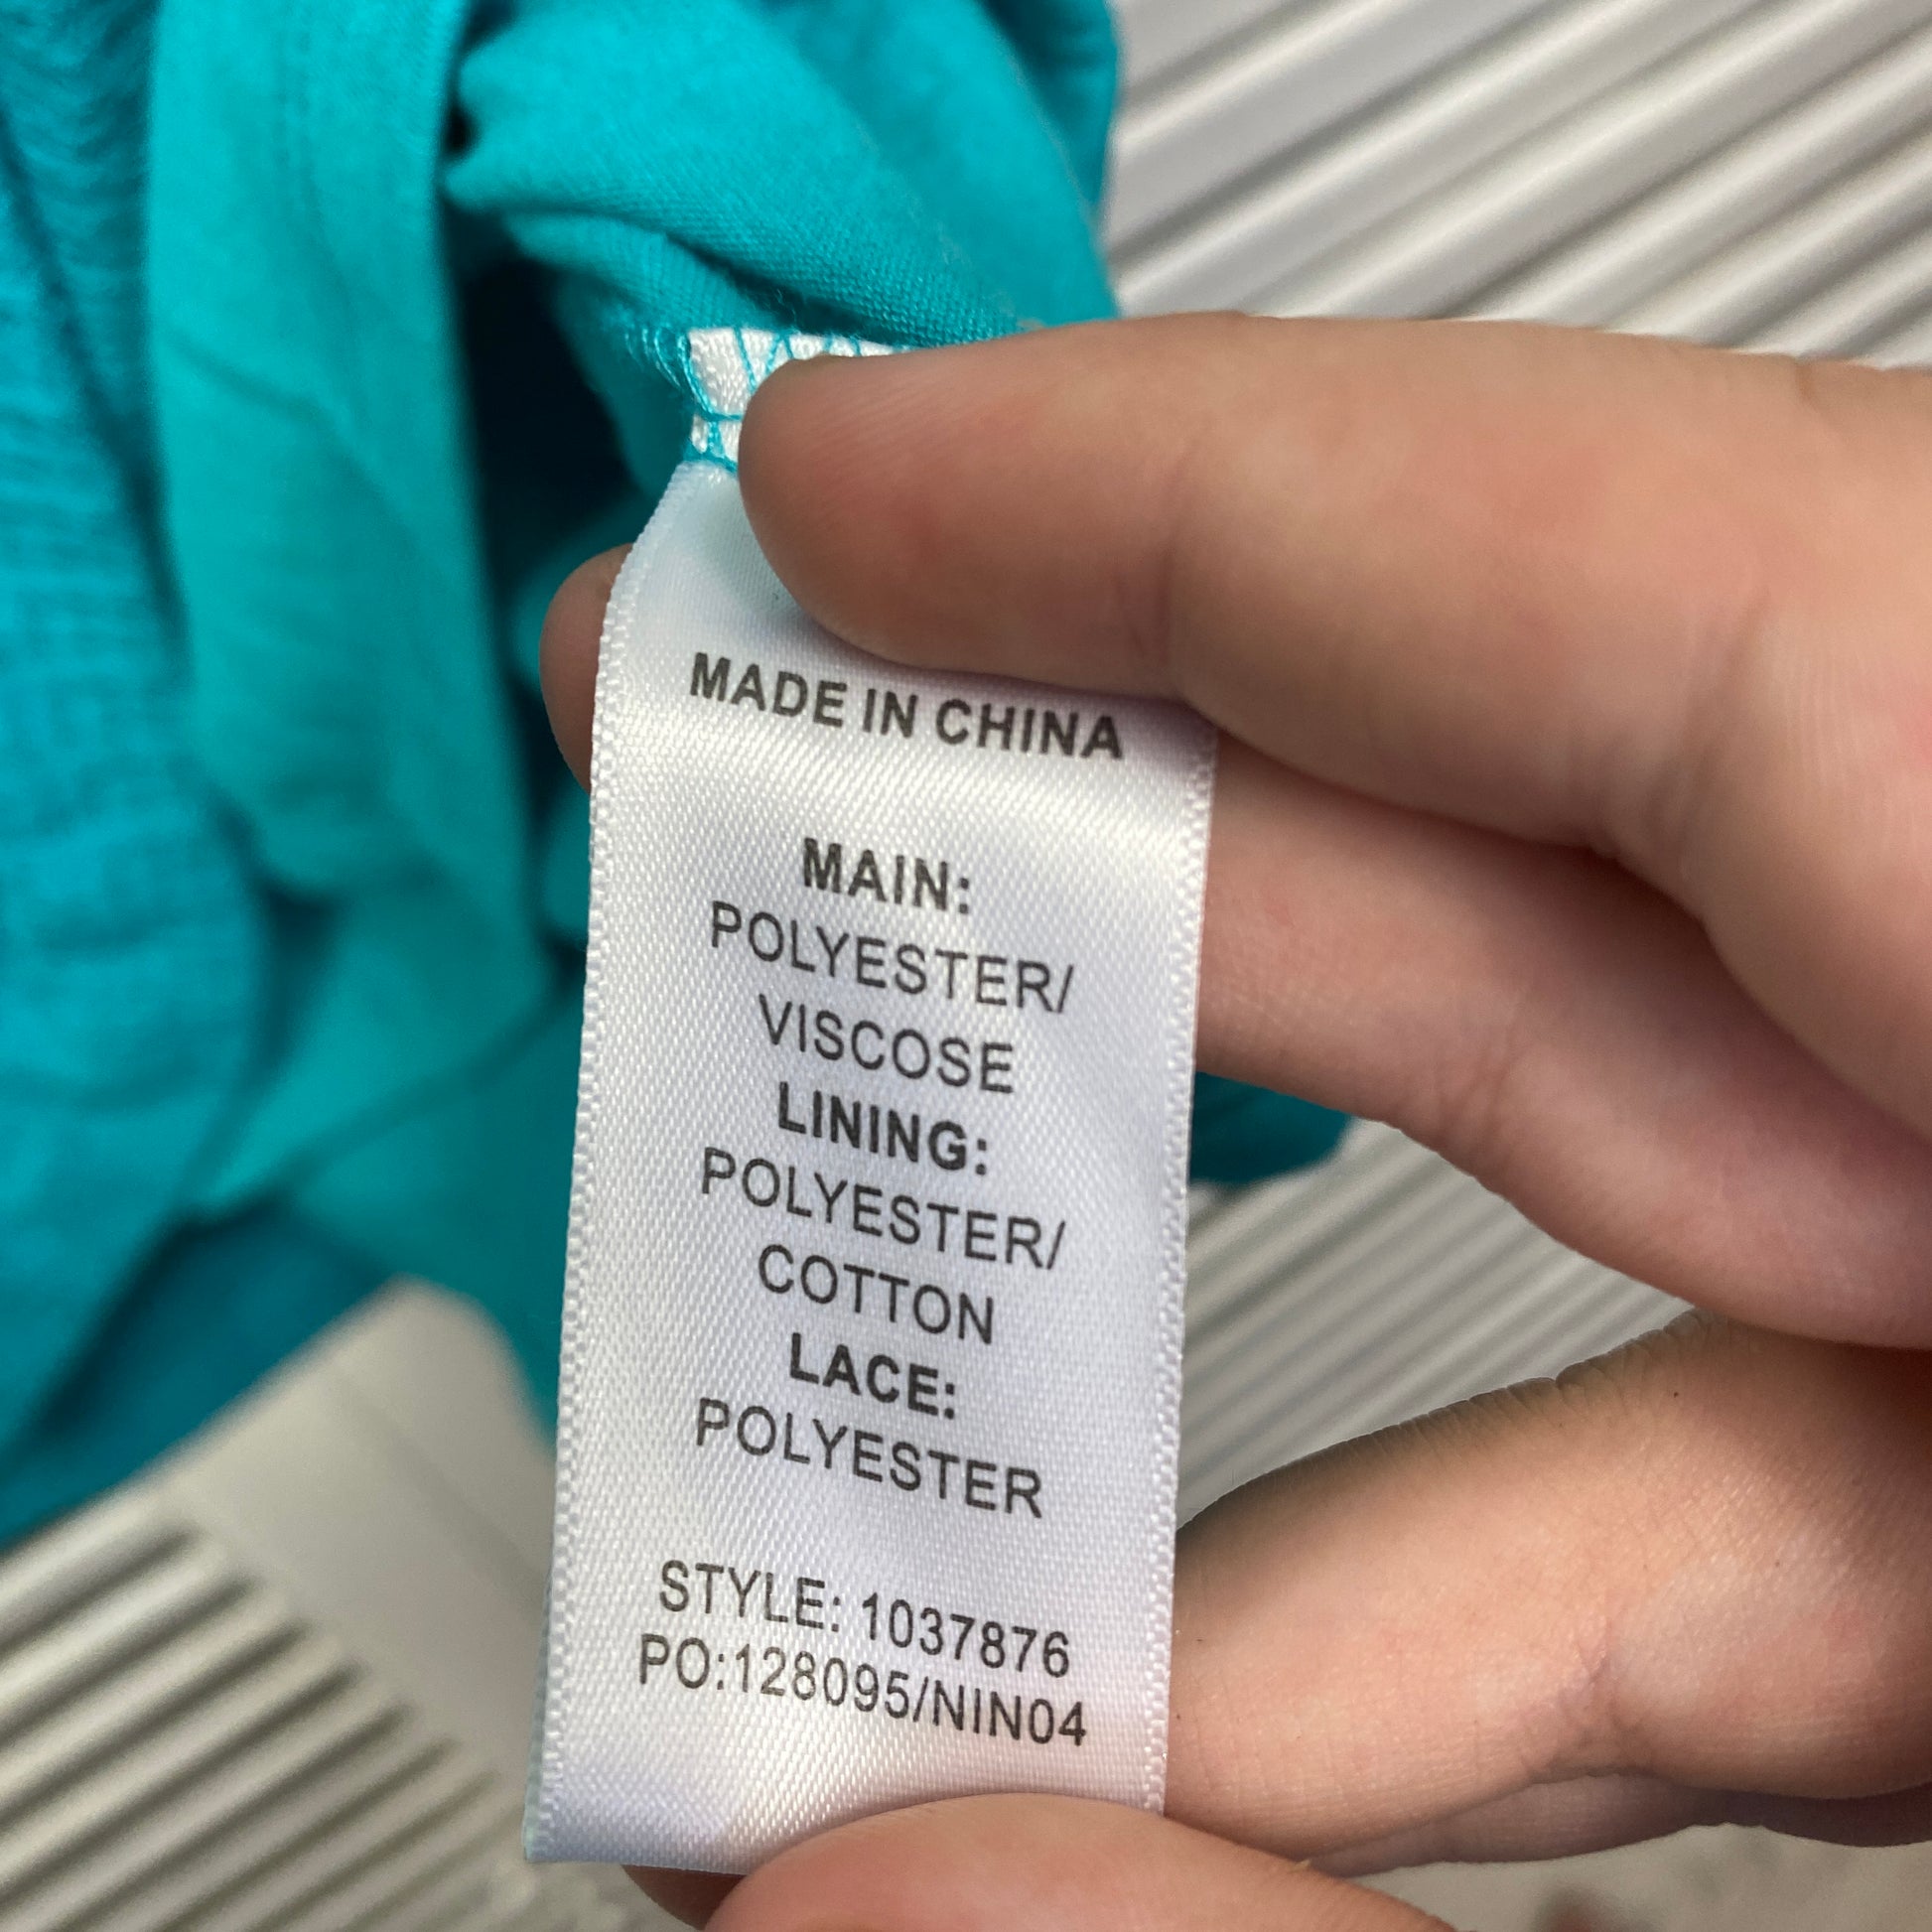 MADE IN CHINA
MAIN:
POLYESTER/
VISCOSE
LINING:
POLYESTER/
COTTON
LACE:
POLYESTER
STYLE: 1037876
PO:128095/NIN04